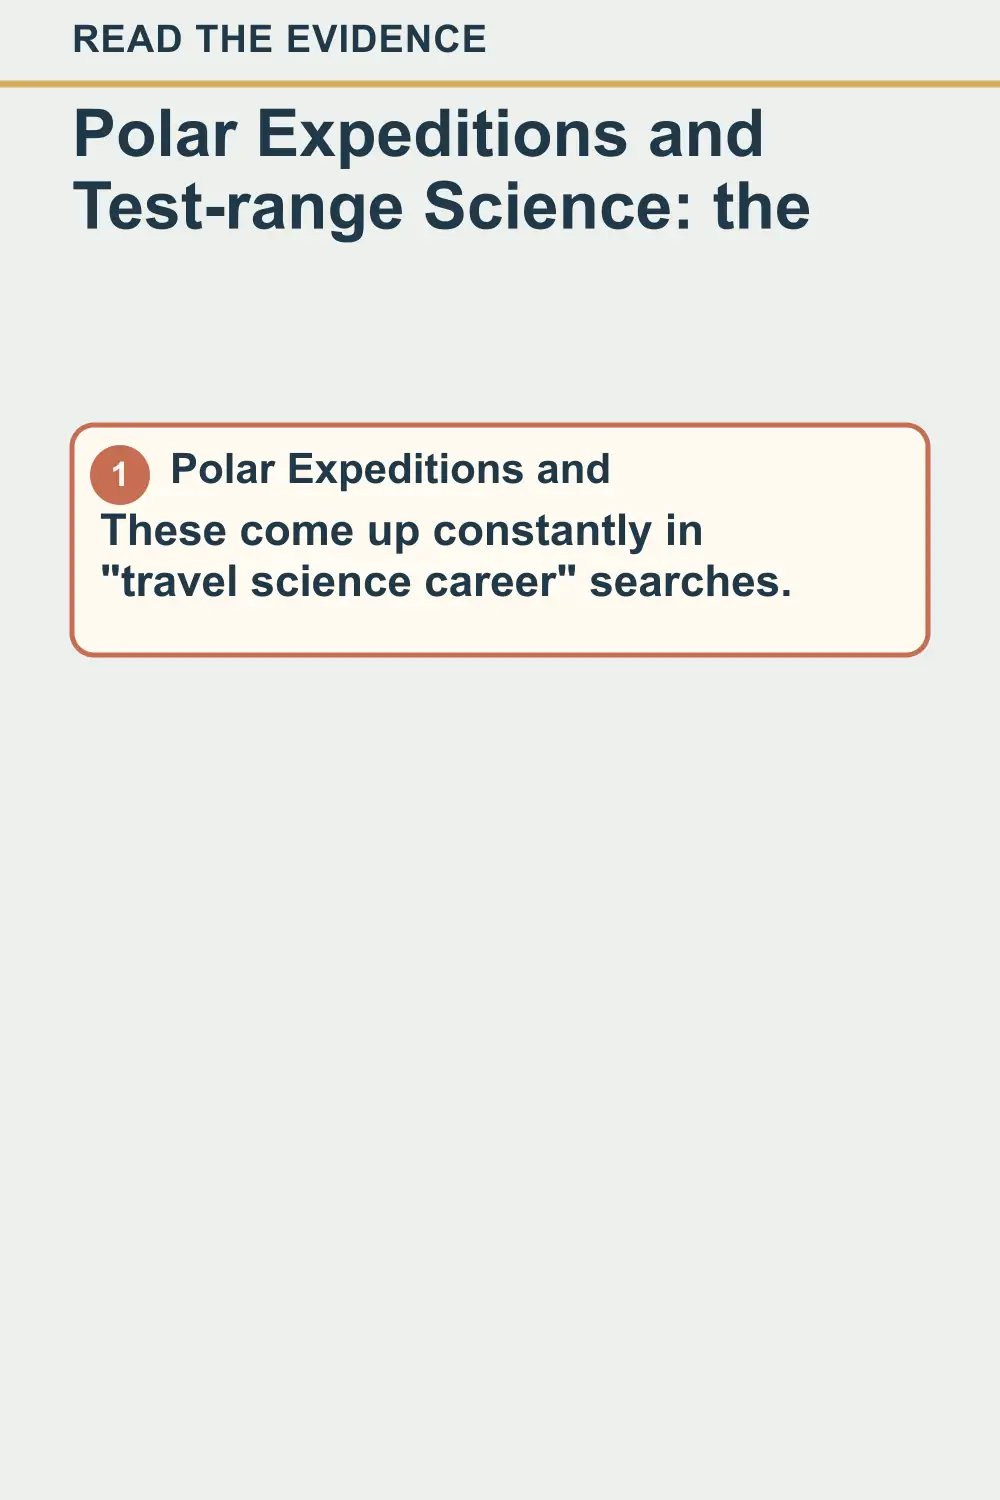 READ THE EVIDENCE
Polar Expeditions and
Test-range Science: the
1 Polar Expeditions and
These come up constantly in
"travel science career" searches.